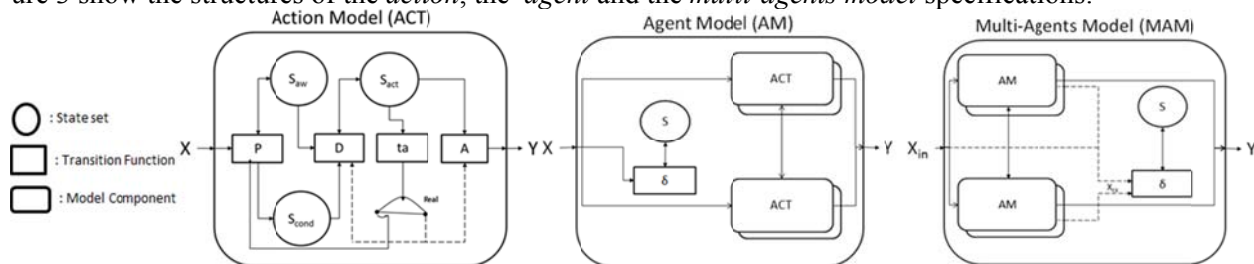 are 3 show the structures of the action, the agent and the multi-agents model specifications.
Action Model (ACT)
Agent Model (AM)
Multi-Agents Model (MAM)
: State set
: Transition Function
: Model Component
X
S_aw
S_act
P
D
ta
A
Y
S_cond
Real
X
ACT
S
δ
ACT
Y
X_in
AM
S
AM
δ
Y